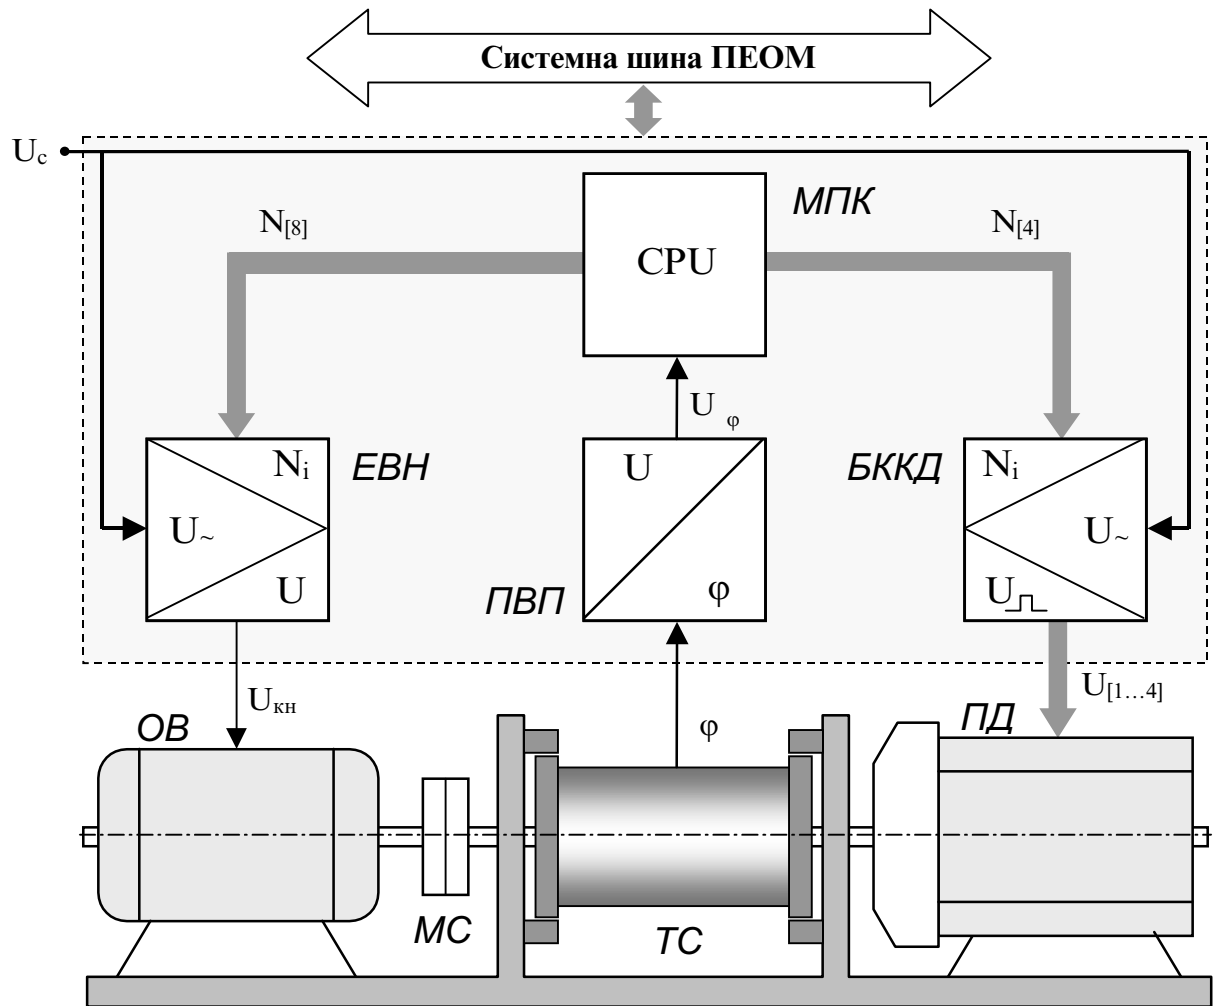 Системна шина ПЕОМ
Uс
МПК
N[8]
N[4]
CPU
U φ
Ni
ЕВН
U
БККД
Ni
U~
U~
U
ПВП
φ
U
Uкн
U[1…4]
ОВ
φ
ПД
МС
ТС